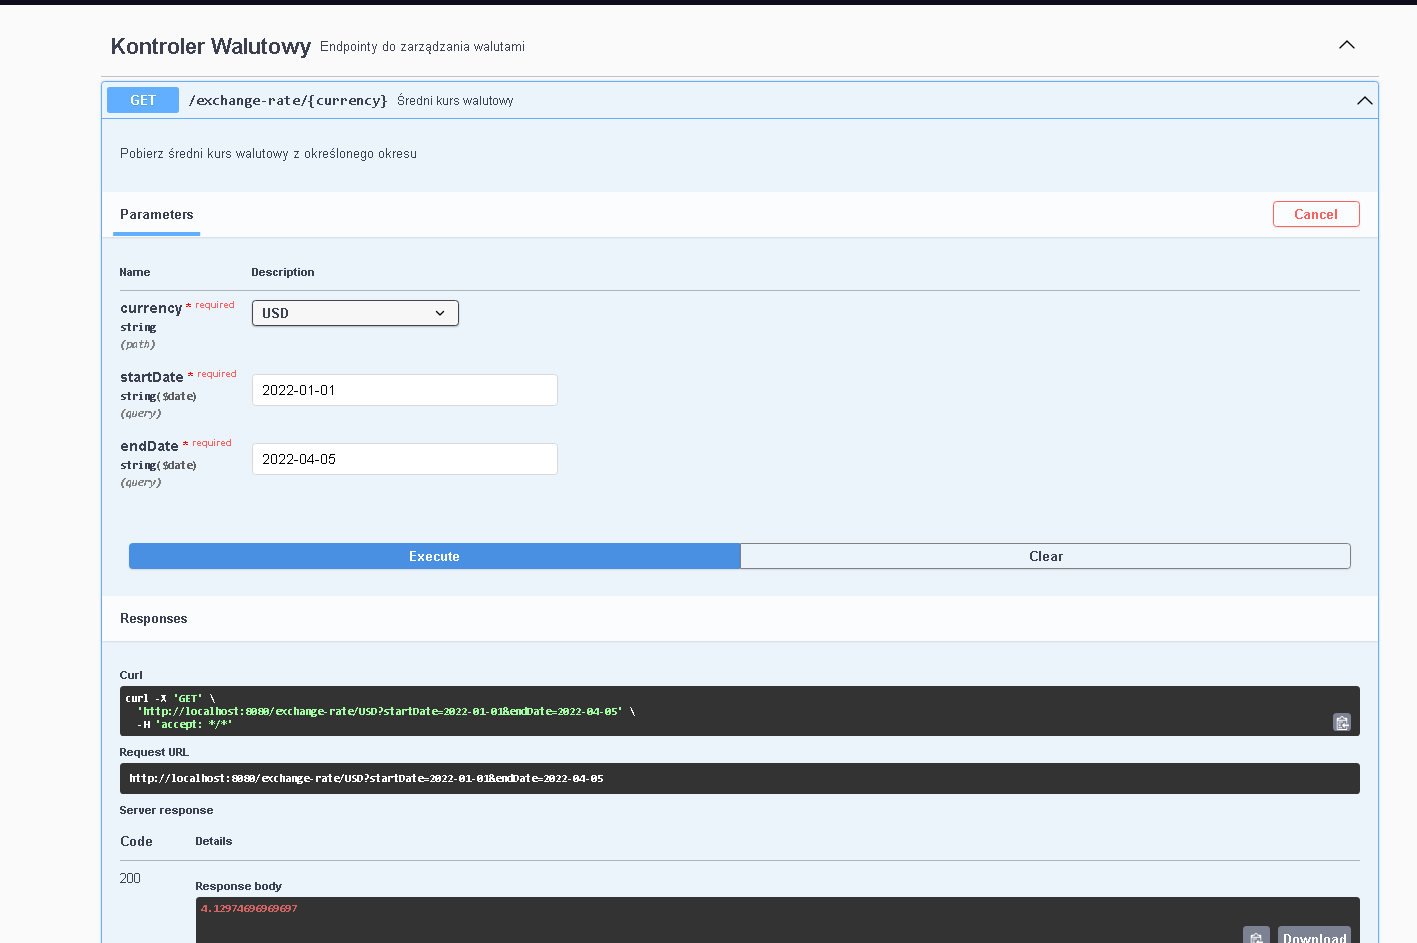 Kontroler Walutowy Endpointy do zarządzania walutami
GET /exchange-rate/{currency} Średni kurs walutowy
Pobierz średni kurs walutowy z określonego okresu
Parameters Cancel
Name Description
currency * required USD
string
(path)
startDate * required
string($date) 2022-01-01
(query)
endDate * required
string($date) 2022-04-05
(query)
Execute Clear
Responses
Curl
curl -X 'GET' \
'http://localhost:8080/exchange-rate/USD?startDate=2022-01-01&endDate=2022-04-05' \
-H 'accept: */*'
Request URL
http://localhost:8080/exchange-rate/USD?startDate=2022-01-01&endDate=2022-04-05
Server response
Code Details
200
Response body
4.12974696969697
Download